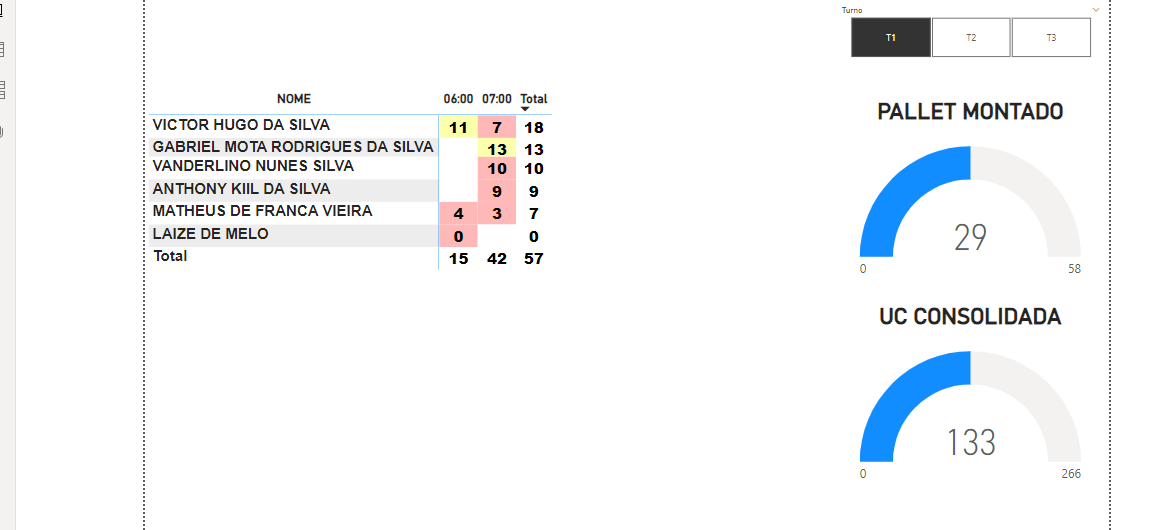 Turno
T1 T2 T3
NOME 06:00 07:00 Total
VICTOR HUGO DA SILVA 11 7 18
GABRIEL MOTA RODRIGUES DA SILVA 13 13
VANDERLINO NUNES SILVA 10 10
ANTHONY KIIL DA SILVA 9 9
MATHEUS DE FRANCA VIEIRA 4 3 7
LAIZE DE MELO 0 0
Total 15 42 57
PALLET MONTADO
29
0 58
UC CONSOLIDADA
133
0 266